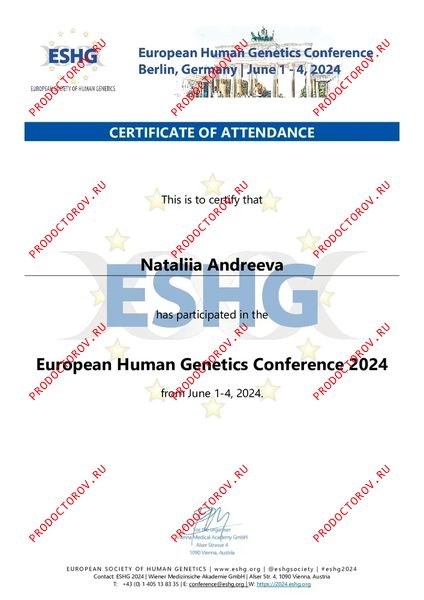 ESHG
EUROPEAN SOCIETY OF HUMAN GENETICS
European Human Genetics Conference
Berlin, Germany | June 1 - 4, 2024
PRODOCTOROV.RU PRODOCTOROV.RU PRODOCTOROV.RU
CERTIFICATE OF ATTENDANCE
This is to certify that
PRODOCTOROV.RU PRODOCTOROV.RU PRODOCTOROV.RU
Nataliia Andreeva
ESHG
has participated in the
European Human Genetics Conference 2024
PRODOCTOROV.RU PRODOCTOROV.RU PRODOCTOROV.RU
from June 1-4, 2024.
PRODOCTOROV.RU PRODOCTOROV.RU PRODOCTOROV.RU
For the organiser
Vienna Medical Academy GmbH
Alser Strasse 4
1090 Vienna, Austria
EUROPEAN SOCIETY OF HUMAN GENETICS | www.eshg.org | @eshgsociety | #eshg2024
Contact: ESHG 2024 | Wiener Medizinische Akademie GmbH | Alser Str. 4, 1090 Vienna, Austria
T: +43 (0) 1 405 13 83 35 | E: conference@eshg.org | W: https://2024.eshg.org